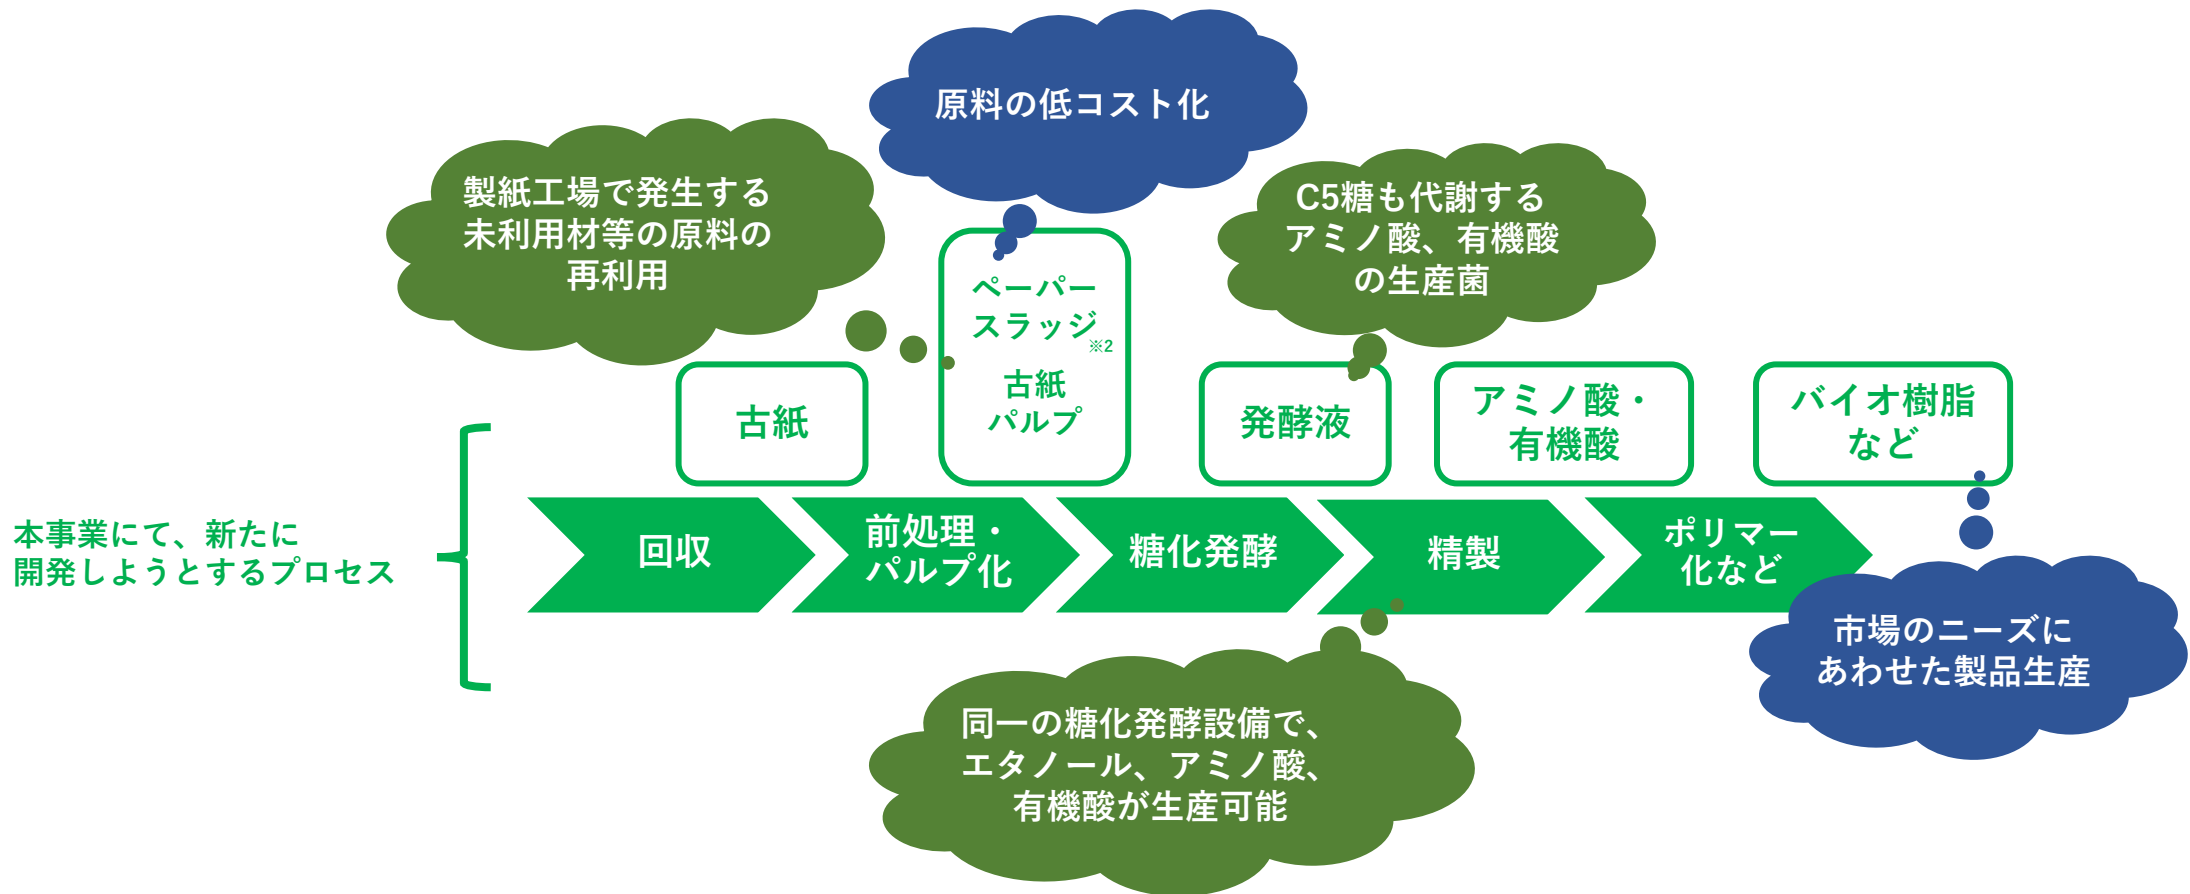 原料の低コスト化
製紙工場で発生する
未利用材等の原料の
再利用
C5糖も代謝する
アミノ酸、有機酸
の生産菌
古紙
ペーパー
スラッジ
※2
古紙
パルプ
発酵液
アミノ酸・
有機酸
バイオ樹脂
など
本事業にて、新たに
開発しようとするプロセス
回収
前処理・
パルプ化
糖化発酵
精製
ポリマー
化など
市場のニーズに
あわせた製品生産
同一の糖化発酵設備で、
エタノール、アミノ酸、
有機酸が生産可能